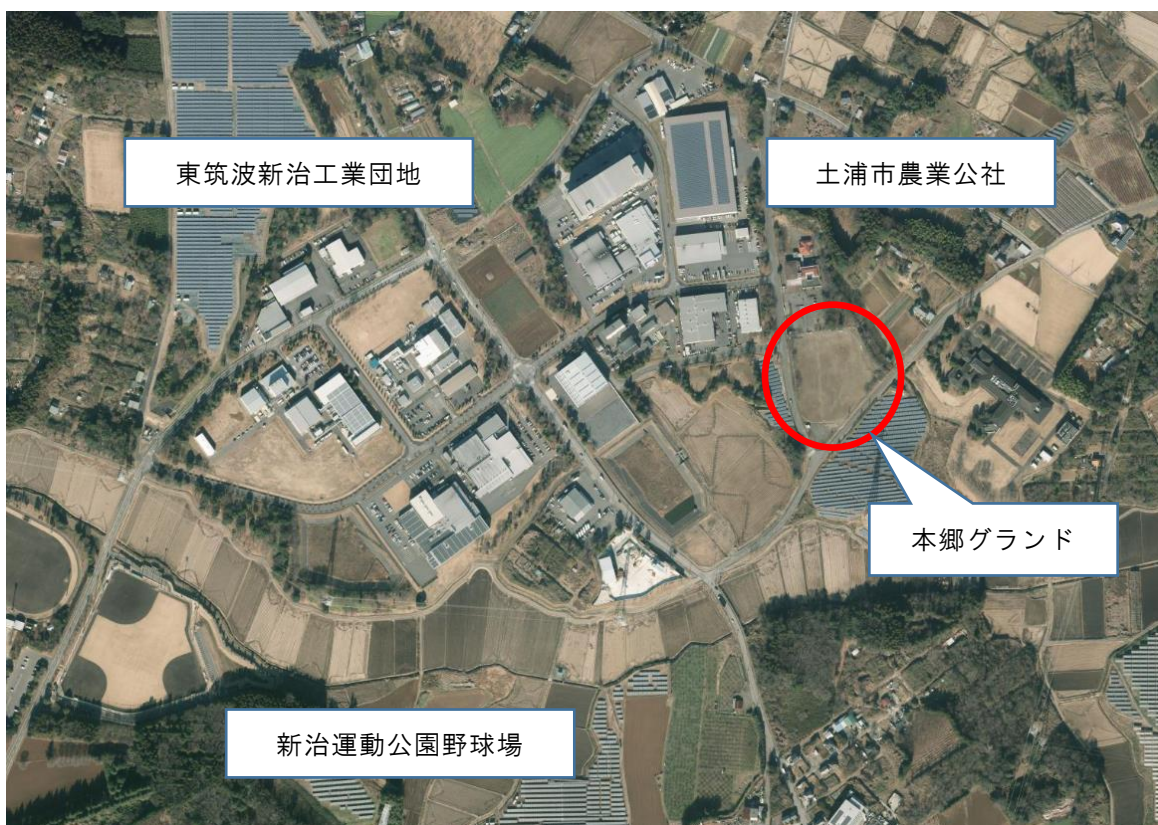 東筑波新治工業団地
土浦市農業公社
本郷グランド
新治運動公園野球場